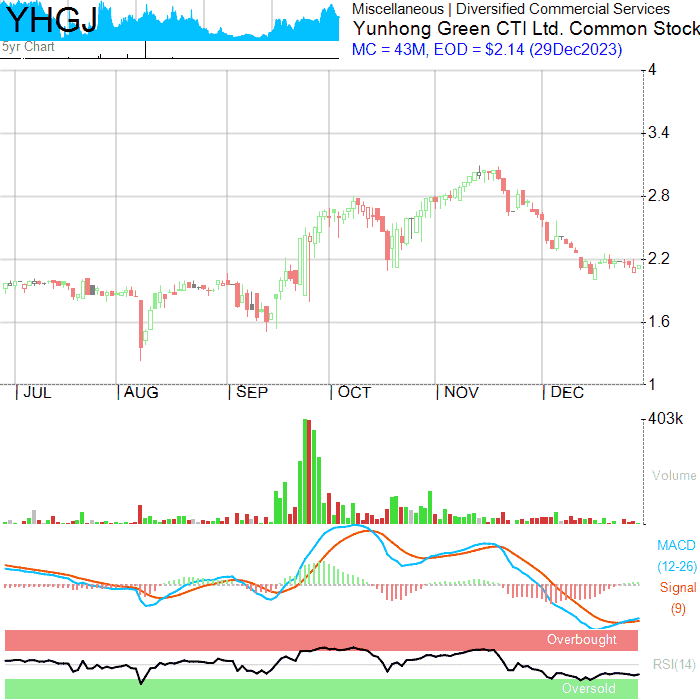 YHGJ
5yr Chart
Miscellaneous | Diversified Commercial Services
Yunhong Green CTI Ltd. Common Stock
MC = 43M, EOD = $2.14 (29Dec2023)
4
3.4
2.8
2.2
1.6
1
JUL AUG SEP OCT NOV DEC
403k
Volume
MACD
(12-26)
Signal
(9)
Overbought
RSI(14)
Oversold